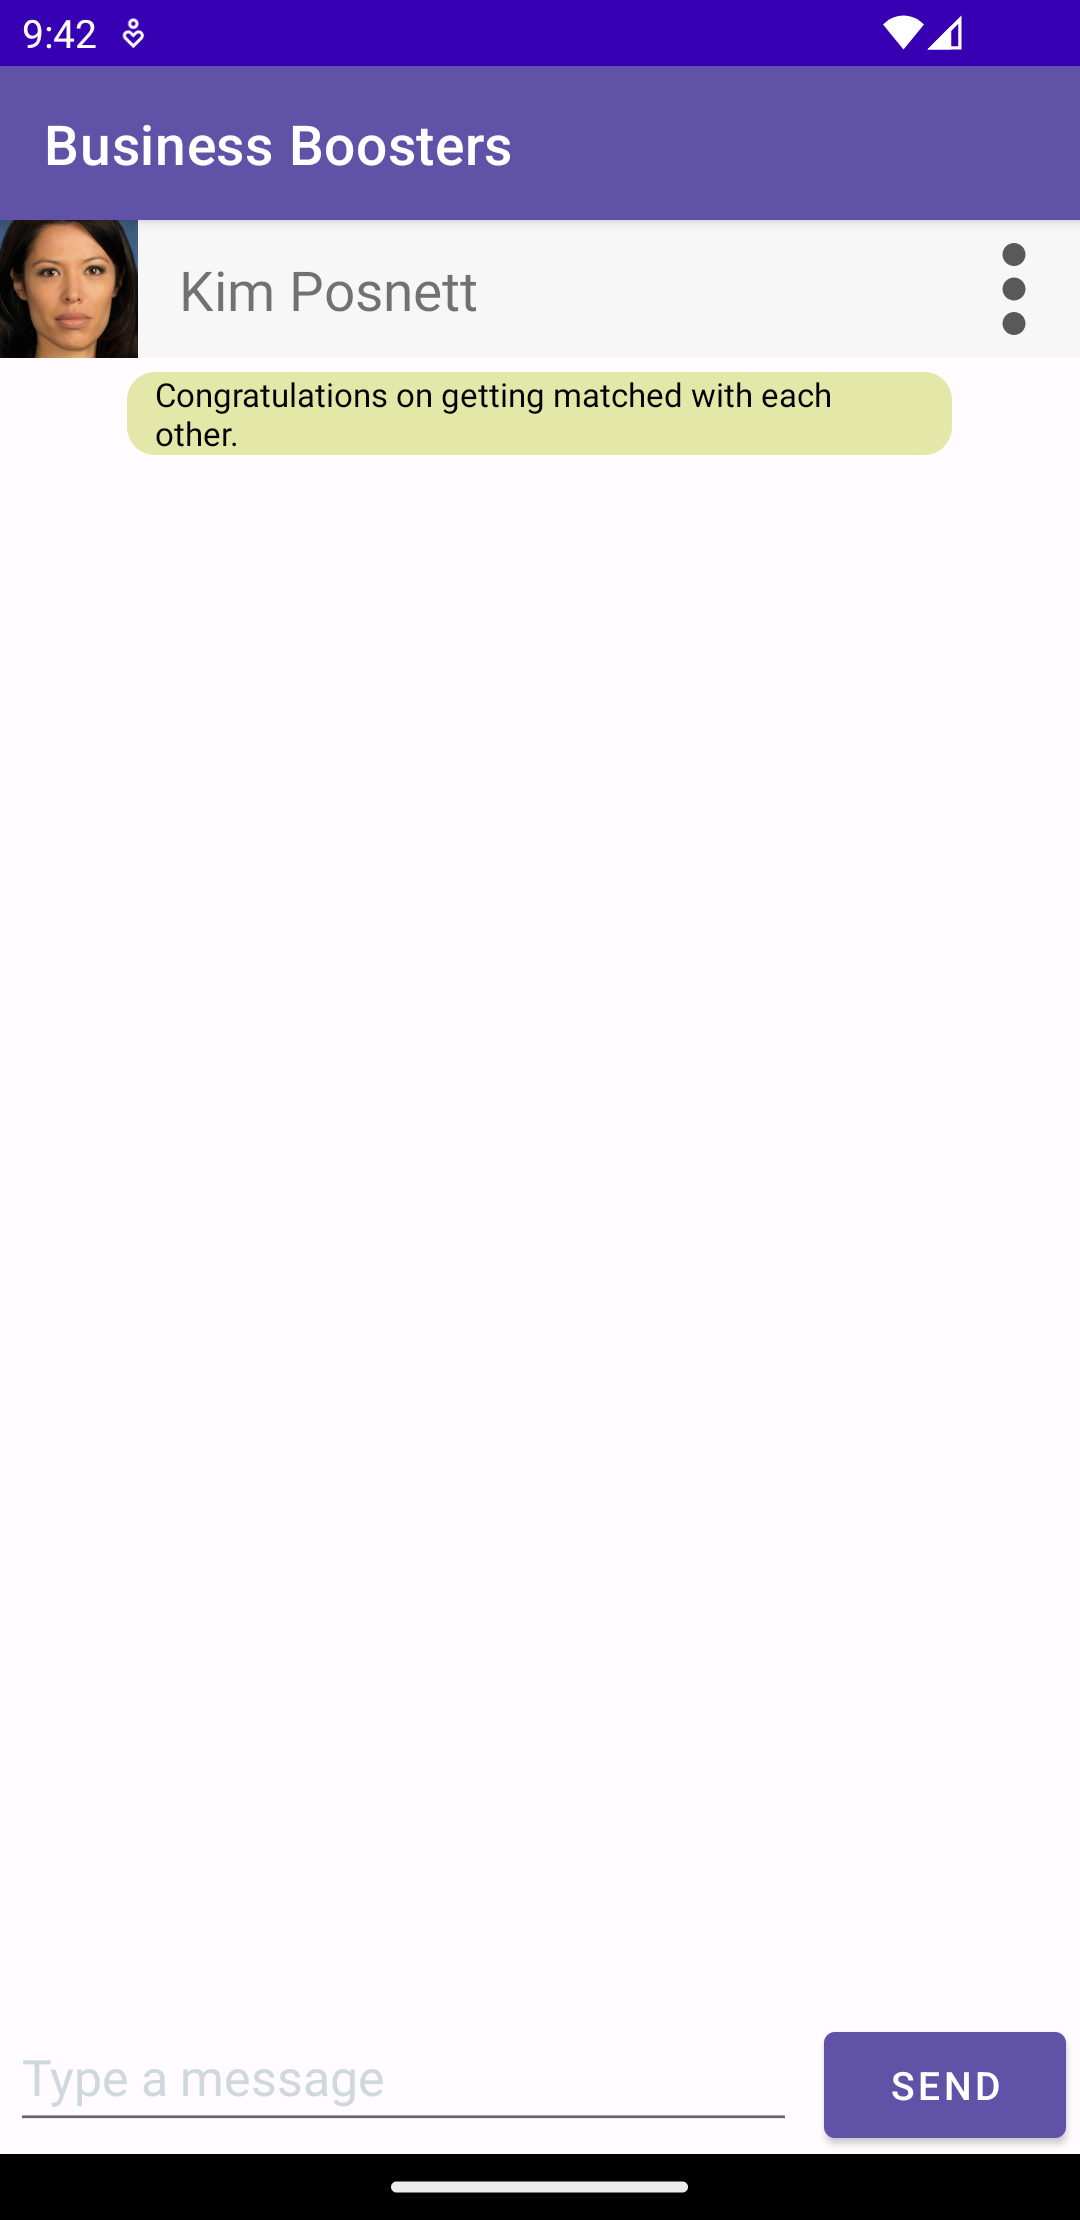 9:42
Business Boosters
Kim Posnett
Congratulations on getting matched with each
other.
Type a message
SEND